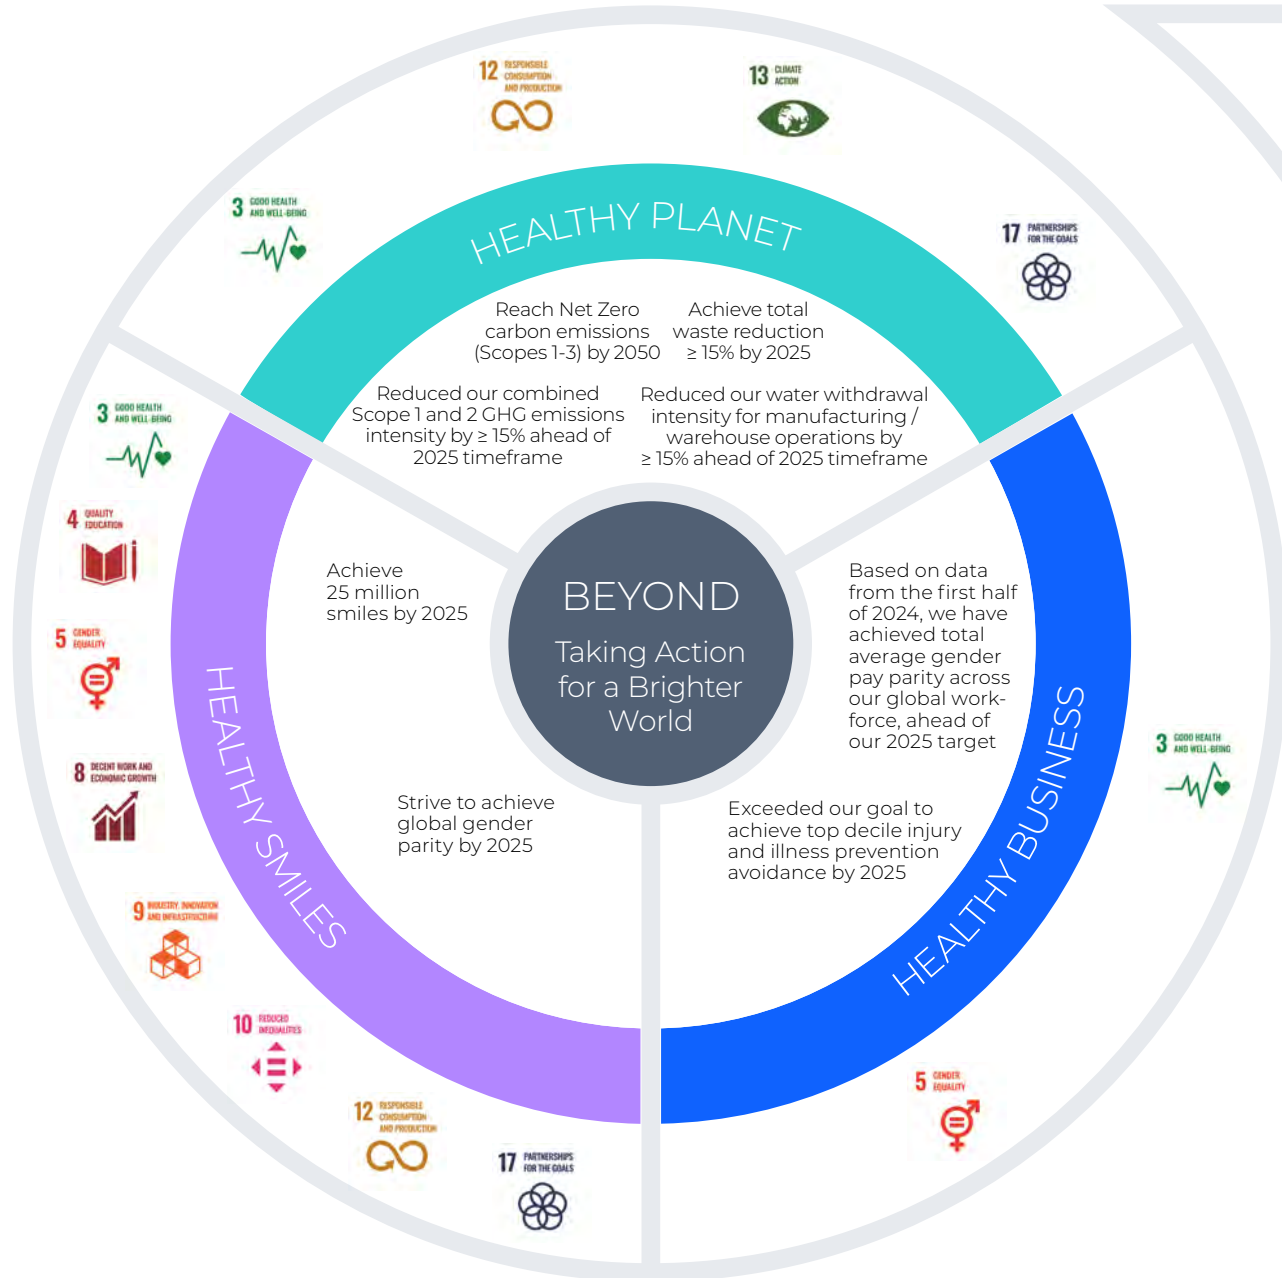 12 RESPONSIBLE
CONSUMPTION
AND PRODUCTION
13 CLIMATE
ACTION
3 GOOD HEALTH
AND WELL-BEING
17 PARTNERSHIPS
FOR THE GOALS
HEALTHY PLANET
Reach Net Zero
carbon emissions
(Scopes 1-3) by 2050
Achieve total
waste reduction
≥ 15% by 2025
Reduced our combined
Scope 1 and 2 GHG emissions
intensity by ≥ 15% ahead of
2025 timeframe
Reduced our water withdrawal
intensity for manufacturing /
warehouse operations by
≥ 15% ahead of 2025 timeframe
BEYOND
Taking Action
for a Brighter
World
3 GOOD HEALTH
AND WELL-BEING
4 QUALITY
EDUCATION
5 GENDER
EQUALITY
8 DECENT WORK AND
ECONOMIC GROWTH
9 INDUSTRY, INNOVATION
AND INFRASTRUCTURE
10 REDUCED
INEQUALITIES
12 RESPONSIBLE
CONSUMPTION
AND PRODUCTION
17 PARTNERSHIPS
FOR THE GOALS
HEALTHY SMILES
Achieve
25 million
smiles by 2025
Strive to achieve
global gender
parity by 2025
Based on data
from the first half
of 2024, we have
achieved total
average gender
pay parity across
our global work-
force, ahead of
our 2025 target
Exceeded our goal to
achieve top decile injury
and illness prevention
avoidance by 2025
HEALTHY BUSINESS
3 GOOD HEALTH
AND WELL-BEING
5 GENDER
EQUALITY